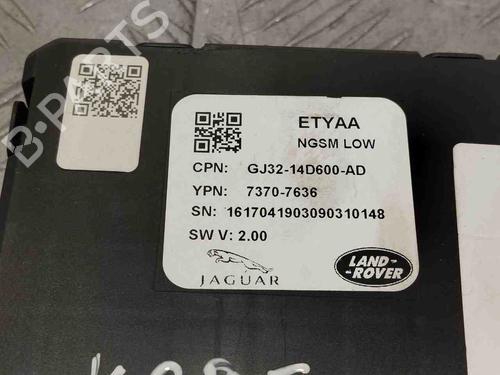 B-PARTS
ETYAA
NGSM LOW
CPN: GJ32-14D600-AD
YPN: 7370-7636
SN: 1617041903090310148
SW V: 2.00
JAGUAR
LAND-
-ROVER